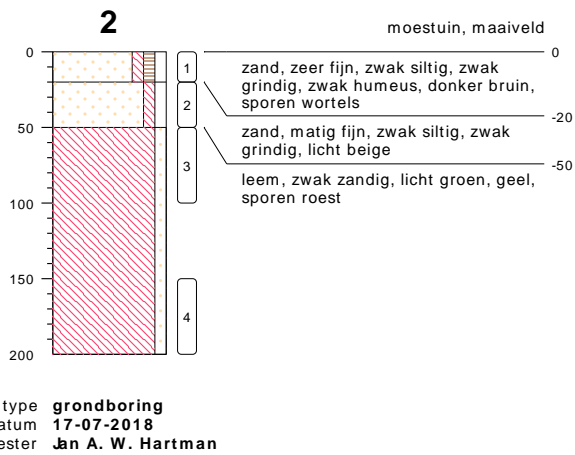 2
moestuin, maaiveld
0
0
1
zand, zeer fijn, zwak siltig, zwak
grindig, zwak humeus, donker bruin,
sporen wortels
-20
2
50
zand, matig fijn, zwak siltig, zwak
grindig, licht beige
-50
3
leem, zwak zandig, licht groen, geel,
sporen roest
100
150
4
200
type grondboring
atum 17-07-2018
ester Jan A. W. Hartman